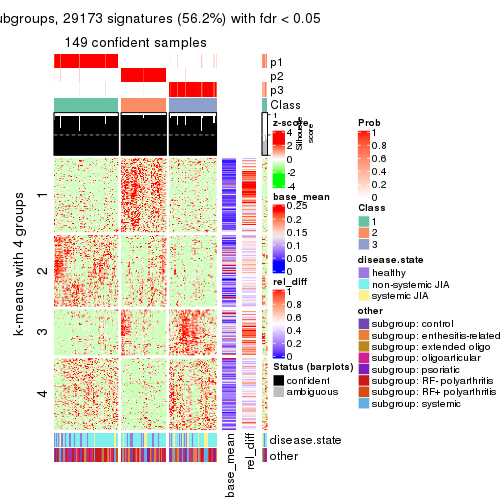 ubgroups, 29173 signatures (56.2%) with fdr < 0.05
149 confident samples
p1
p2
p3
Class
1
Silhouette
score
z-score
4
2
0
-2
-4
base_mean
0.25
0.2
0.15
0.1
0.05
0
rel_diff
1
0.8
0.6
0.4
0.2
0
Status (barplots)
confident
ambiguous
Prob
1
0.8
0.6
0.4
0.2
0
Class
1
2
3
disease.state
healthy
non-systemic JIA
systemic JIA
other
subgroup: control
subgroup: enthesitis-related
subgroup: extended oligo
subgroup: oligoarticular
subgroup: psoriatic
subgroup: RF- polyarthritis
subgroup: RF+ polyarthritis
subgroup: systemic
k-means with 4 groups
1
2
3
4
disease.state
other
base_mean
rel_diff